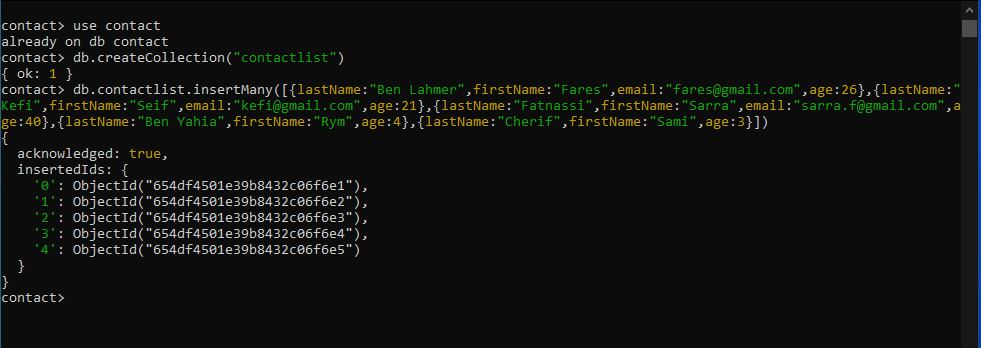 contact> use contact
already on db contact
contact> db.createCollection("contactlist")
{ ok: 1 }
contact> db.contactlist.insertMany([{lastName:"Ben Lahmer",firstName:"Fares",email:"fares@gmail.com",age:26},{lastName:"
Kefi",firstName:"Seif",email:"kefi@gmail.com",age:21},{lastName:"Fatnassi",firstName:"Sarra",email:"sarra.f@gmail.com",a
ge:40},{lastName:"Ben Yahia",firstName:"Rym",age:4},{lastName:"Cherif",firstName:"Sami",age:3}])
{
  acknowledged: true,
  insertedIds: {
    '0': ObjectId("654df4501e39b8432c06f6e1"),
    '1': ObjectId("654df4501e39b8432c06f6e2"),
    '2': ObjectId("654df4501e39b8432c06f6e3"),
    '3': ObjectId("654df4501e39b8432c06f6e4"),
    '4': ObjectId("654df4501e39b8432c06f6e5")
  }
}
contact>